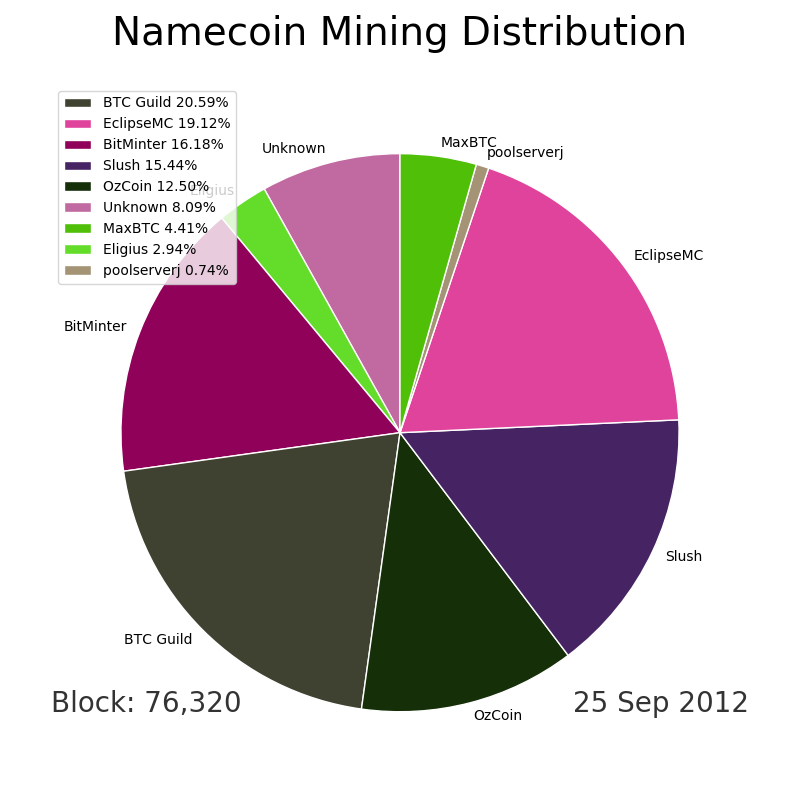 Namecoin Mining Distribution
BTC Guild 20.59%
EclipseMC 19.12%
BitMinter 16.18%
Slush 15.44%
OzCoin 12.50%
Unknown 8.09%
MaxBTC 4.41%
Eligius 2.94%
poolserverj 0.74%
MaxBTC
poolserverj
Unknown
Eligius
EclipseMC
BitMinter
Slush
BTC Guild
OzCoin
Block: 76,320
25 Sep 2012